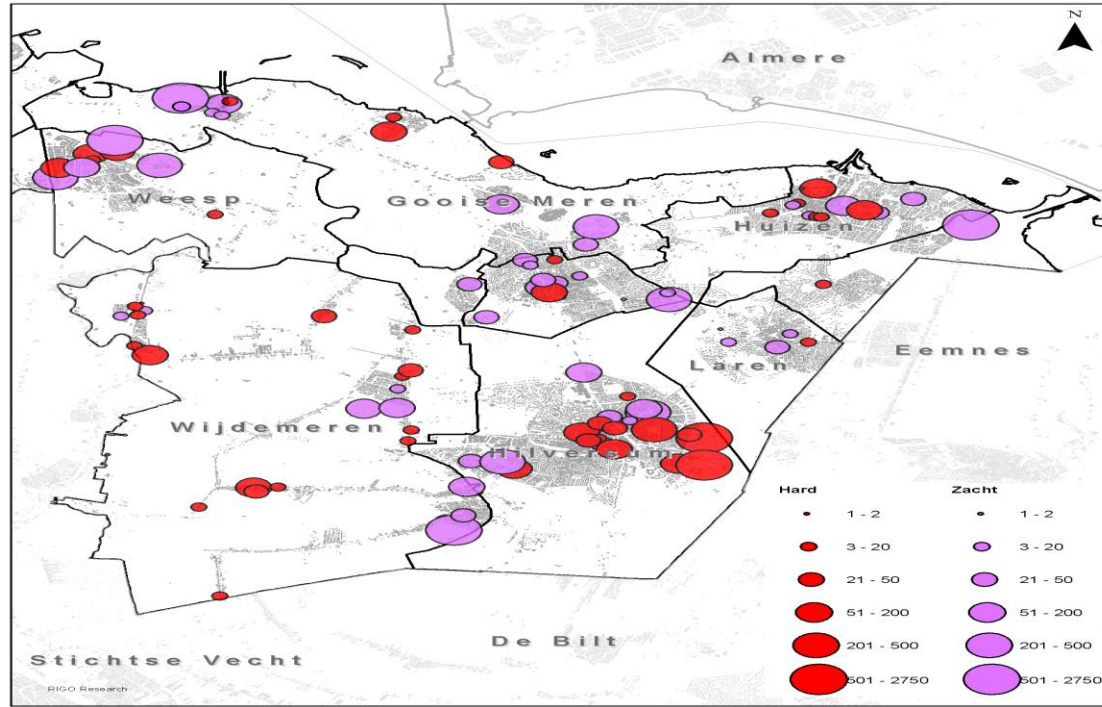 N
Almere
Weesp
Gooise Meren
Huizen
Laren
Eemnes
Wijdemeren
Hilversum
Hard Zacht
1 - 2 1 - 2
3 - 20 3 - 20
21 - 50 21 - 50
51 - 200 51 - 200
201 - 500 201 - 500
501 - 2750 501 - 2750
De Bilt
Stichtse Vecht
RIGO Research